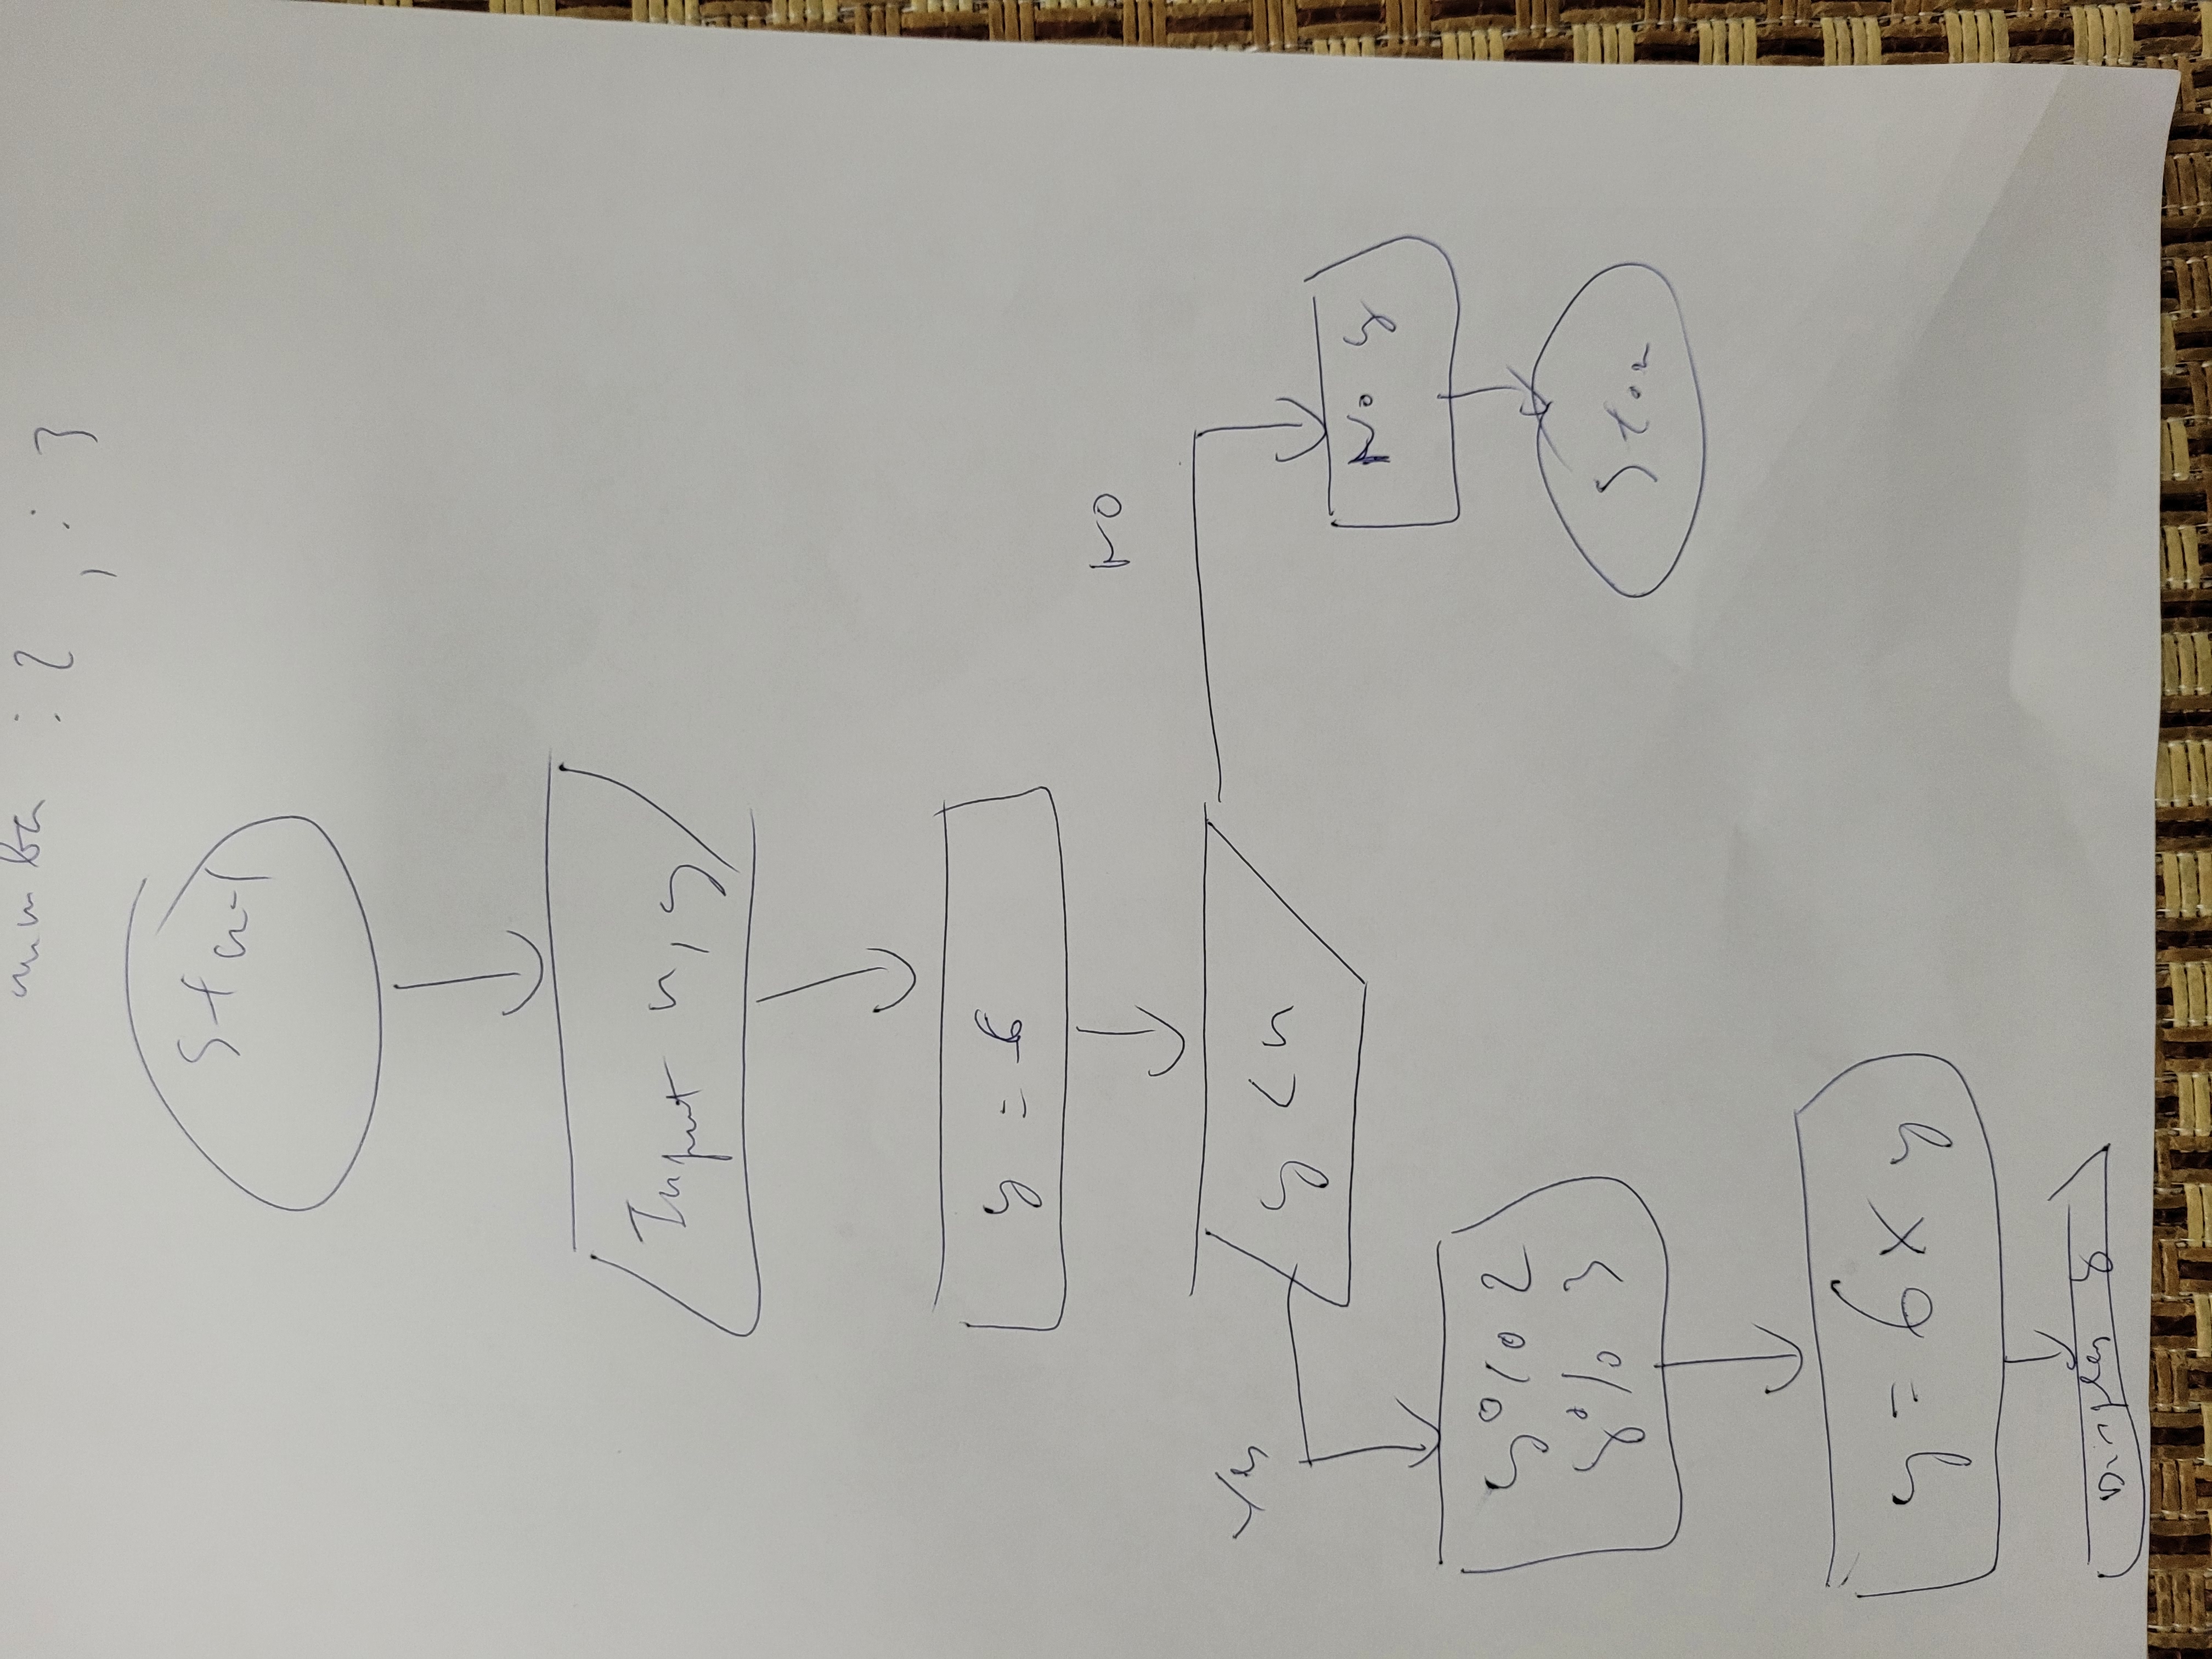 number : 2 , : 3
Start
Input n, y
y = 6
NO
Yes
y < n
No y
y % 2
y % 3
Stop
y = 6 x y
Display y